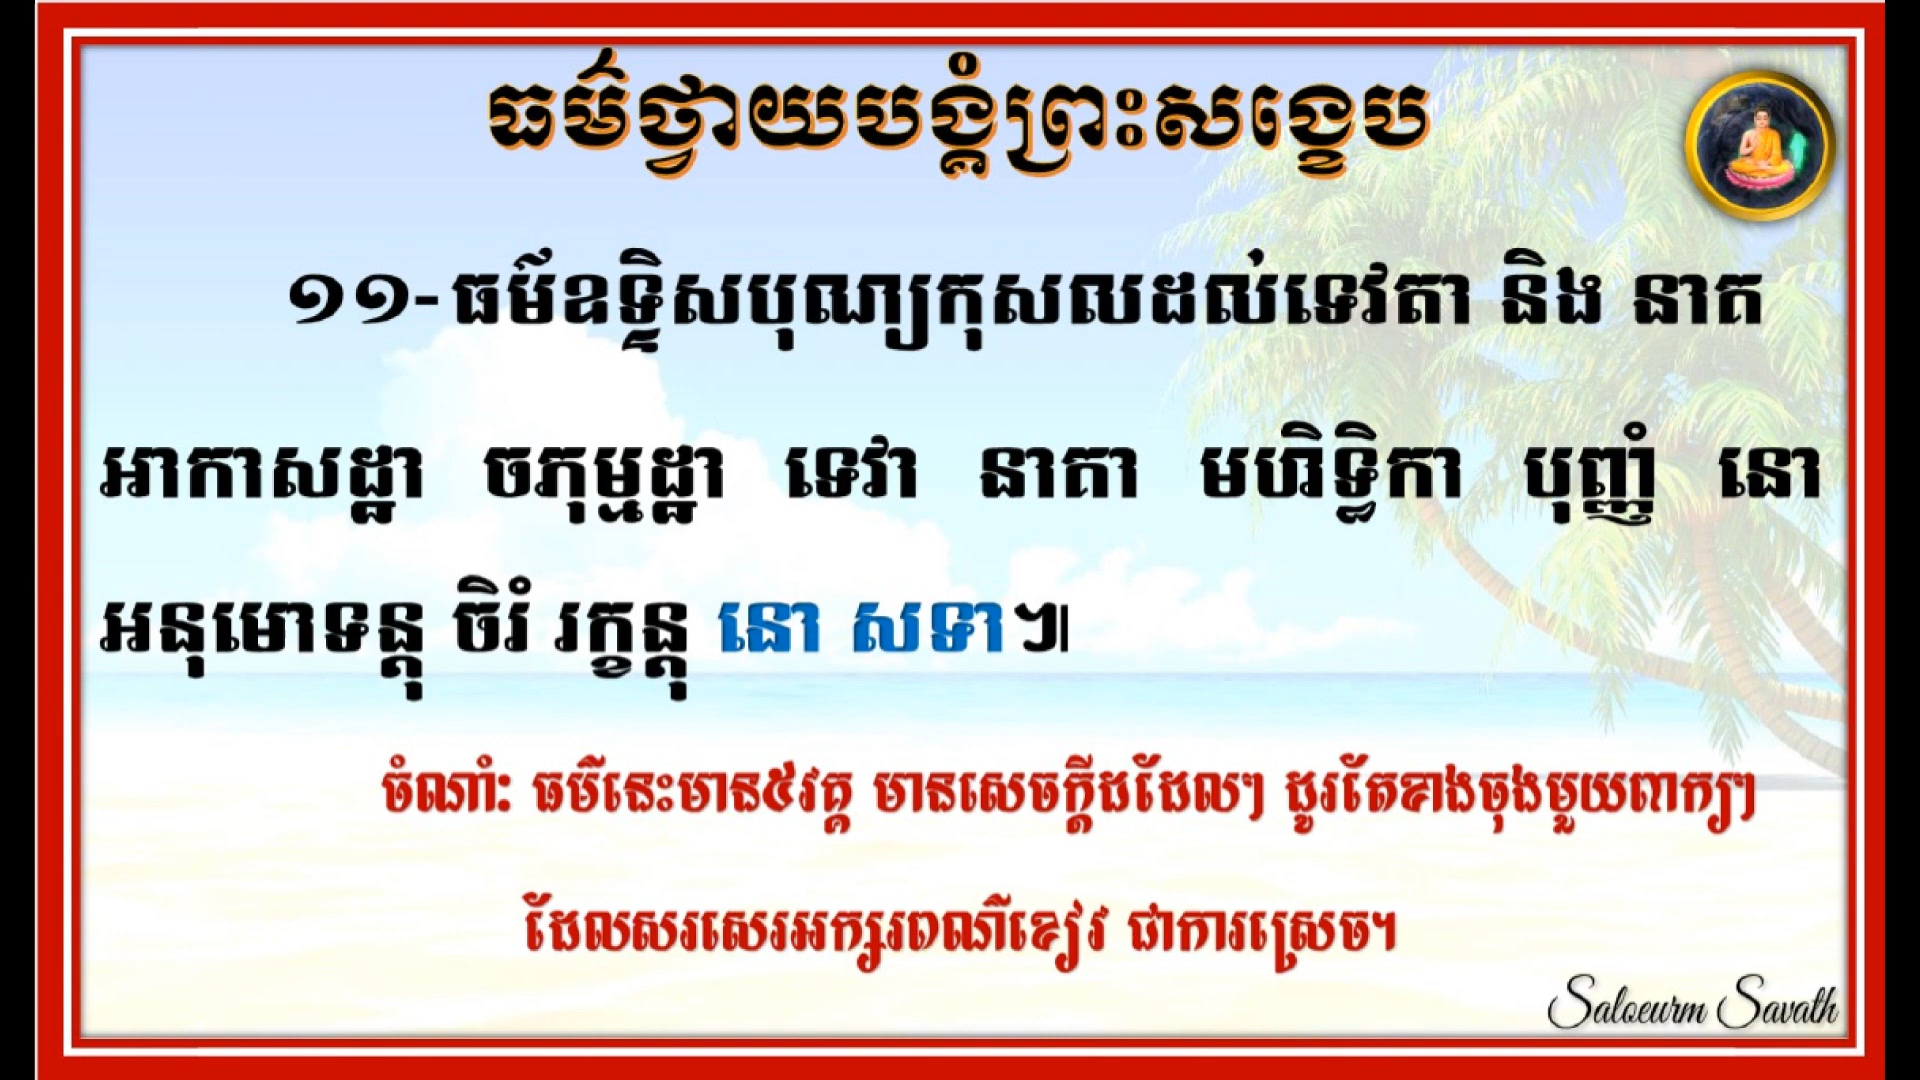 ធម៌ថ្វាយបង្គំព្រះសង្ខេប
១១-ធម៌ឧទ្ទិសបុណ្យកុសលដល់ទេវតា និង នាគ
អាកាសដ្ឋា ចភុម្មដ្ឋា ទេវា នាគា មហិទ្ធិកា បុញ្ញំ នោ
អនុមោទន្តុ ចិរំ រក្ខន្តុ នោ សទា៕
ចំណាំ: ធម៌នេះមាន៥វគ្គ មានសេចក្តីដដែលៗ ដូរតែខាងចុងមួយពាក្យៗ
ដែលសរសេរអក្សរពណ៌ខៀវ ជាការស្រេច។
Saloeurm Savath